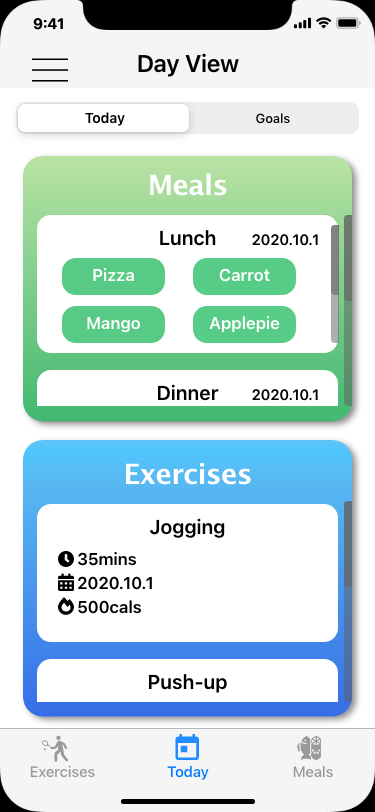 9:41
Day View
Today Goals
Meals
Lunch 2020.10.1
Pizza Carrot
Mango Applepie
Dinner 2020.10.1
Exercises
Jogging
35mins
2020.10.1
500cals
Push-up
Exercises Today Meals